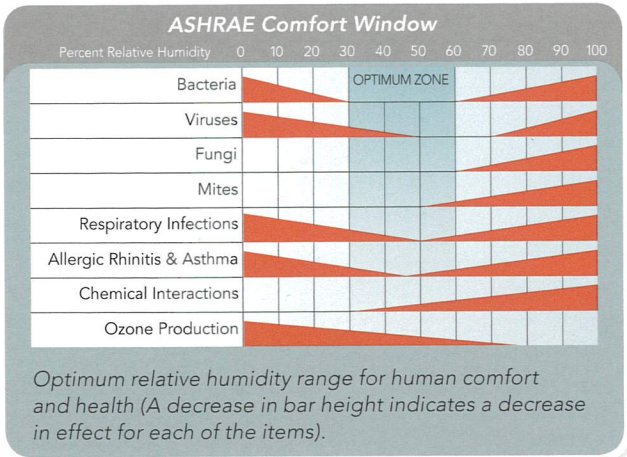 ASHRAE Comfort Window
Percent Relative Humidity 0 10 20 30 40 50 60 70 80 90 100
Bacteria OPTIMUM ZONE
Viruses
Fungi
Mites
Respiratory Infections
Allergic Rhinitis & Asthma
Chemical Interactions
Ozone Production
Optimum relative humidity range for human comfort
and health (A decrease in bar height indicates a decrease
in effect for each of the items).